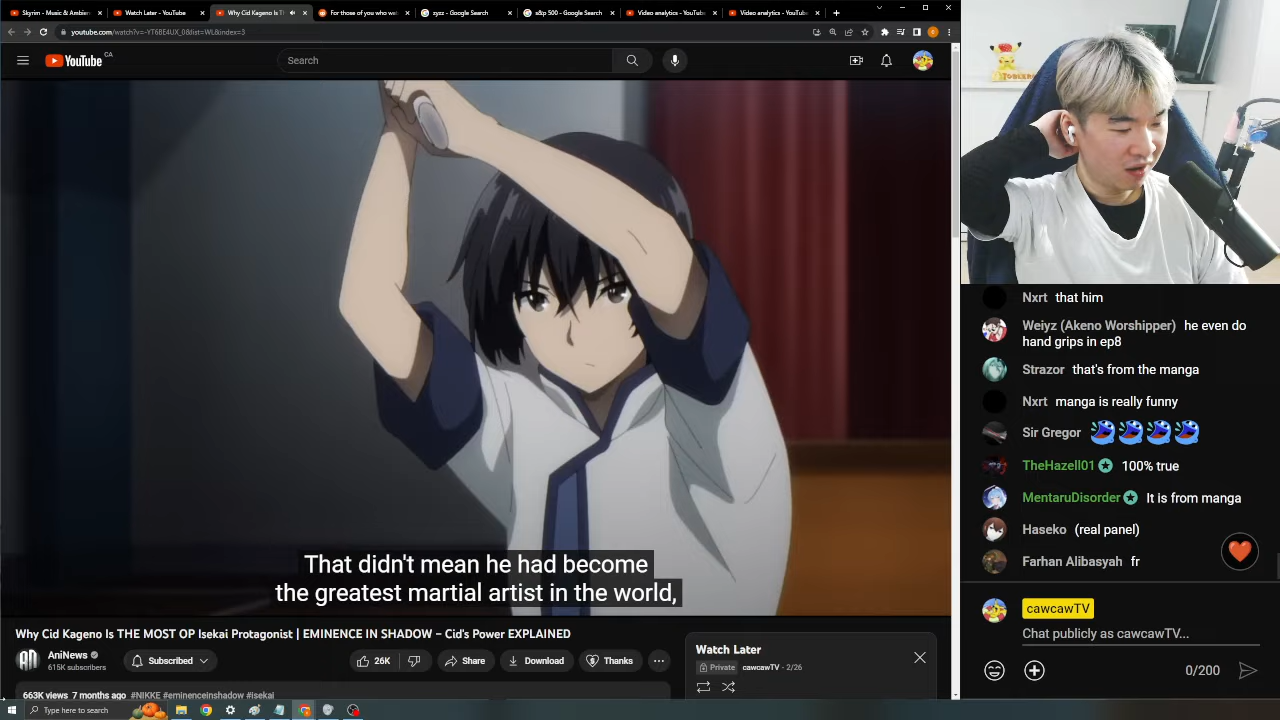 Skyrim - Music & Ambien
Watch Later - YouTube
Why Cid Kageno Is T
For those of you who wa
zyzz - Google Search
s&p 500 - Google Search
Video analytics - YouTu
Video analytics - YouTub
youtube.com/watch?v=-YT6BE4UX_0&list=WL&index=3
YouTube CA
Search
That didn't mean he had become
the greatest martial artist in the world,
Why Cid Kageno Is THE MOST OP Isekai Protagonist | EMINENCE IN SHADOW – Cid's Power EXPLAINED
AniNews
615K subscribers
Subscribed
26K
Share
Download
Thanks
663K views 7 months ago #NIKKE #eminenceinshadow #isekai
Watch Later
Private cawcawTV - 2/26
Type here to search
Nxrt that him
Weiyz (Akeno Worshipper) he even do
hand grips in ep8
Strazor that's from the manga
Nxrt manga is really funny
Sir Gregor
TheHazell01 100% true
MentaruDisorder It is from manga
Haseko (real panel)
Farhan Alibasyah fr
cawcawTV
Chat publicly as cawcawTV...
0/200